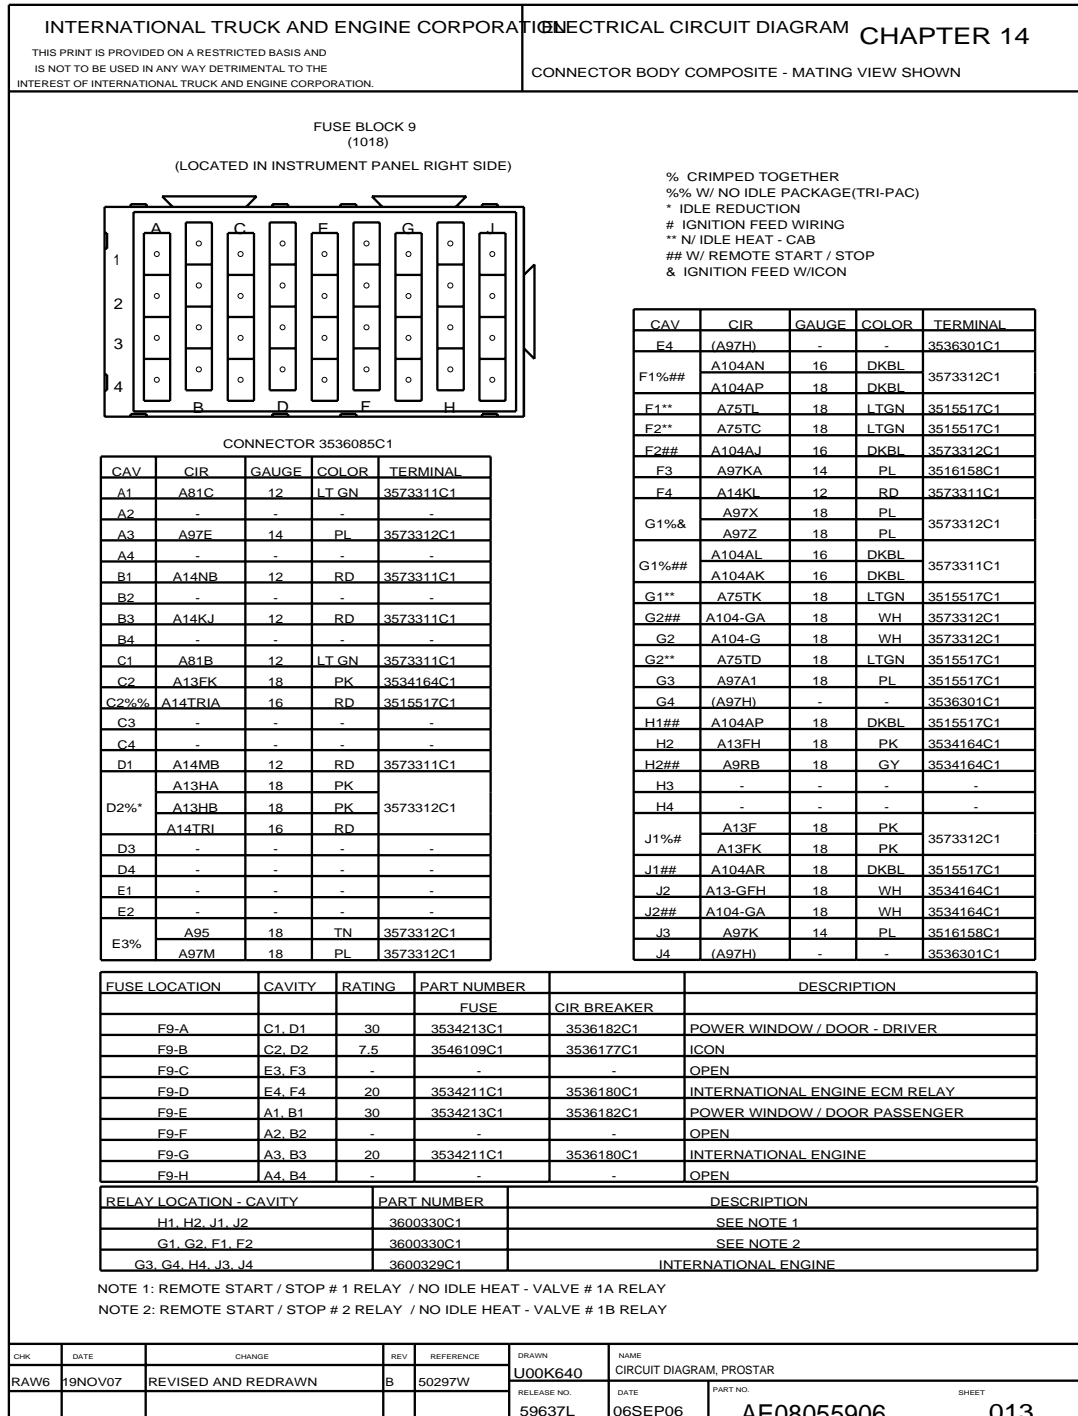 INTERNATIONAL TRUCK AND ENGINE CORPORATION
THIS PRINT IS PROVIDED ON A RESTRICTED BASIS AND
IS NOT TO BE USED IN ANY WAY DETRIMENTAL TO THE
INTEREST OF INTERNATIONAL TRUCK AND ENGINE CORPORATION.
ELECTRICAL CIRCUIT DIAGRAM CHAPTER 14
CONNECTOR BODY COMPOSITE - MATING VIEW SHOWN
FUSE BLOCK 9
(1018)
(LOCATED IN INSTRUMENT PANEL RIGHT SIDE)
A C E G J
1
2
3
4
B D F H
CONNECTOR 3536085C1
CAV CIR GAUGE COLOR TERMINAL
A1 A81C 12 LT GN 3573311C1
A2 - - - -
A3 A97E 14 PL 3573312C1
A4 - - - -
B1 A14NB 12 RD 3573311C1
B2 - - - -
B3 A14KJ 12 RD 3573311C1
B4 - - - -
C1 A81B 12 LT GN 3573311C1
C2 A13FK 18 PK 3534164C1
C2%% A14TRIA 16 RD 3515517C1
C3 - - - -
C4 - - - -
D1 A14MB 12 RD 3573311C1
D2%* A13HA 18 PK 3573312C1
A13HB 18 PK
A14TRI 16 RD
D3 - - - -
D4 - - - -
E1 - - - -
E2 - - - -
E3% A95 18 TN 3573312C1
A97M 18 PL 3573312C1
% CRIMPED TOGETHER
%% W/ NO IDLE PACKAGE(TRI-PAC)
* IDLE REDUCTION
# IGNITION FEED WIRING
** N/ IDLE HEAT - CAB
## W/ REMOTE START / STOP
& IGNITION FEED W/ICON
CAV CIR GAUGE COLOR TERMINAL
E4 (A97H) - - 3536301C1
F1%## A104AN 16 DKBL 3573312C1
A104AP 18 DKBL
F1** A75TL 18 LTGN 3515517C1
F2** A75TC 18 LTGN 3515517C1
F2## A104AJ 16 DKBL 3573312C1
F3 A97KA 14 PL 3516158C1
F4 A14KL 12 RD 3573311C1
G1%& A97X 18 PL 3573312C1
A97Z 18 PL
G1%## A104AL 16 DKBL 3573311C1
A104AK 16 DKBL
G1** A75TK 18 LTGN 3515517C1
G2## A104-GA 18 WH 3573312C1
G2 A104-G 18 WH 3573312C1
G2** A75TD 18 LTGN 3515517C1
G3 A97A1 18 PL 3515517C1
G4 (A97H) - - 3536301C1
H1## A104AP 18 DKBL 3515517C1
H2 A13FH 18 PK 3534164C1
H2## A9RB 18 GY 3534164C1
H3 - - - -
H4 - - - -
J1%# A13F 18 PK 3573312C1
A13FK 18 PK
J1## A104AR 18 DKBL 3515517C1
J2 A13-GFH 18 WH 3534164C1
J2## A104-GA 18 WH 3534164C1
J3 A97K 14 PL 3516158C1
J4 (A97H) - - 3536301C1
FUSE LOCATION CAVITY RATING PART NUMBER DESCRIPTION
FUSE CIR BREAKER
F9-A C1, D1 30 3534213C1 3536182C1 POWER WINDOW / DOOR - DRIVER
F9-B C2, D2 7.5 3546109C1 3536177C1 ICON
F9-C E3, F3 - - - OPEN
F9-D E4, F4 20 3534211C1 3536180C1 INTERNATIONAL ENGINE ECM RELAY
F9-E A1, B1 30 3534213C1 3536182C1 POWER WINDOW / DOOR PASSENGER
F9-F A2, B2 - - - OPEN
F9-G A3, B3 20 3534211C1 3536180C1 INTERNATIONAL ENGINE
F9-H A4, B4 - - - OPEN
RELAY LOCATION - CAVITY PART NUMBER DESCRIPTION
H1, H2, J1, J2 3600330C1 SEE NOTE 1
G1, G2, F1, F2 3600330C1 SEE NOTE 2
G3, G4, H4, J3, J4 3600329C1 INTERNATIONAL ENGINE
NOTE 1: REMOTE START / STOP # 1 RELAY / NO IDLE HEAT - VALVE # 1A RELAY
NOTE 2: REMOTE START / STOP # 2 RELAY / NO IDLE HEAT - VALVE # 1B RELAY
CHK DATE CHANGE REV REFERENCE
RAW6 19NOV07 REVISED AND REDRAWN B 50297W
DRAWN
U00K640
NAME
CIRCUIT DIAGRAM, PROSTAR
RELEASE NO.
59637L
DATE
06SEP06
PART NO.
AE08055906
SHEET
013